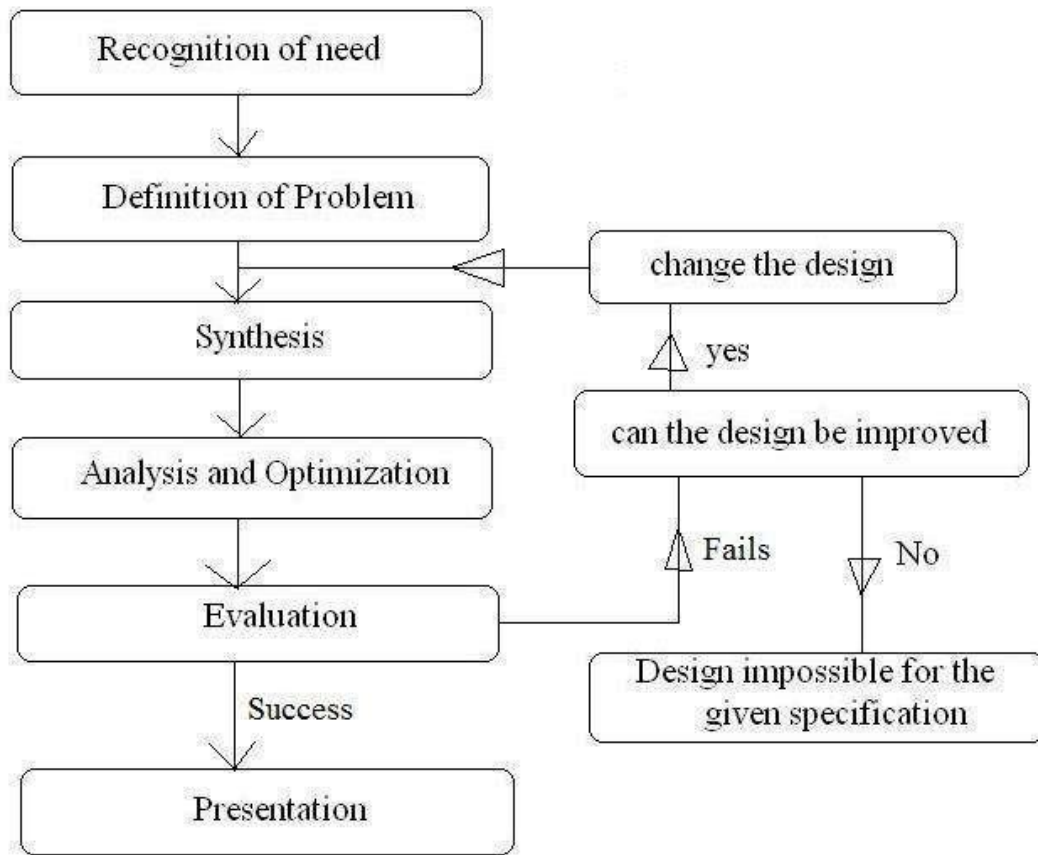 Recognition of need
Definition of Problem
change the design
Synthesis
yes
can the design be improved
Analysis and Optimization
Fails
No
Evaluation
Design impossible for the
given specification
Success
Presentation